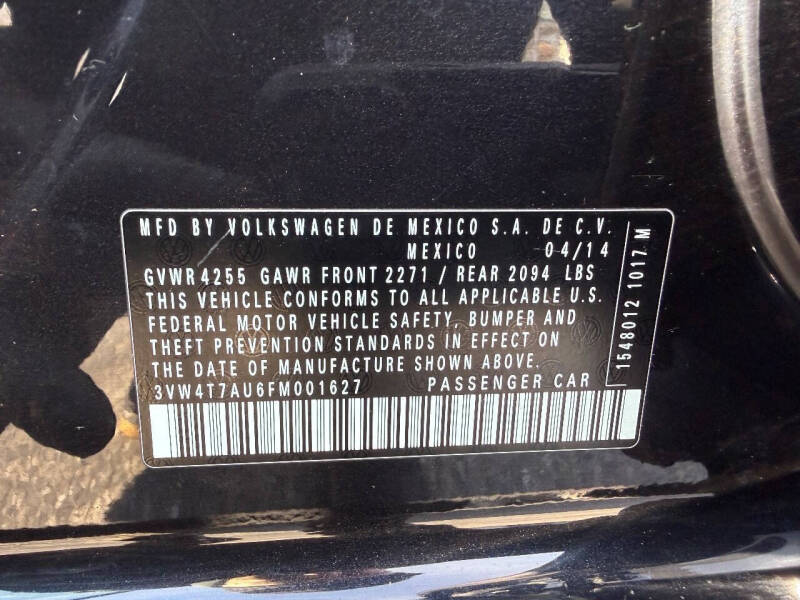 MFD BY VOLKSWAGEN DE MEXICO S.A. DE C.V.
MEXICO 04/14
GVWR 4255 GAWR FRONT 2271 / REAR 2094 LBS
THIS VEHICLE CONFORMS TO ALL APPLICABLE U.S.
FEDERAL MOTOR VEHICLE SAFETY, BUMPER AND
THEFT PREVENTION STANDARDS IN EFFECT ON
THE DATE OF MANUFACTURE SHOWN ABOVE.
3VW4T7AU6FM001627 PASSENGER CAR
1548012 1017 M